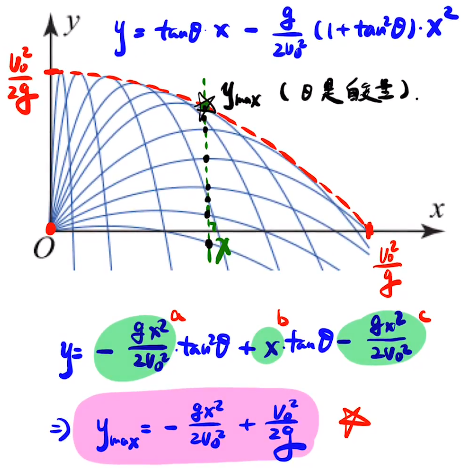 y = tanθ·x − g/2v₀² (1+tan²θ)·x²
y
v₀²/2g
y_max (θ是变量).
x
O
x
v₀²/g
a b c
y = − gx²/2v₀² ·tan²θ + x·tanθ − gx²/2v₀²
⇒ y_max = − gx²/2v₀² + v₀²/2g ☆